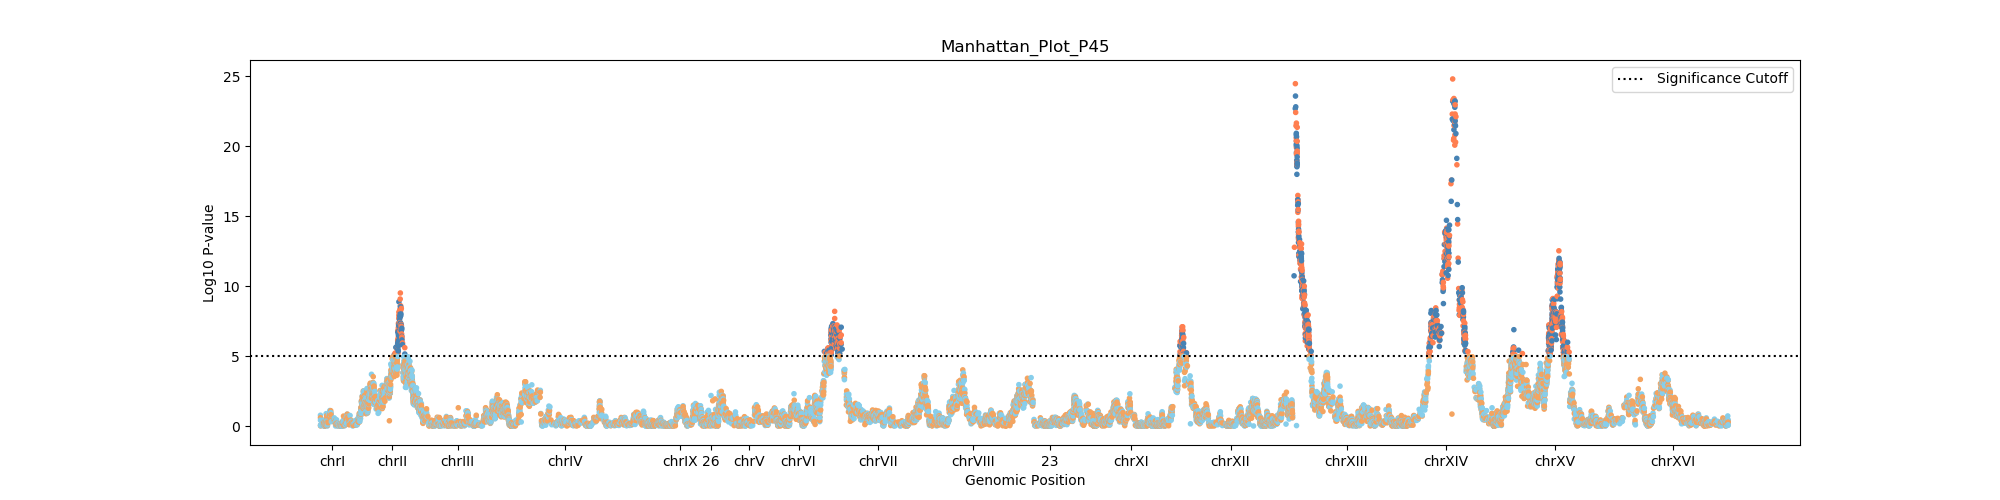 Manhattan_Plot_P45
Significance Cutoff
Log10 P-value
25
20
15
10
5
0
chrI chrII chrIII chrIV chrIX 26 chrV chrVI chrVII chrVIII 23 chrXI chrXII chrXIII chrXIV chrXV chrXVI
Genomic Position